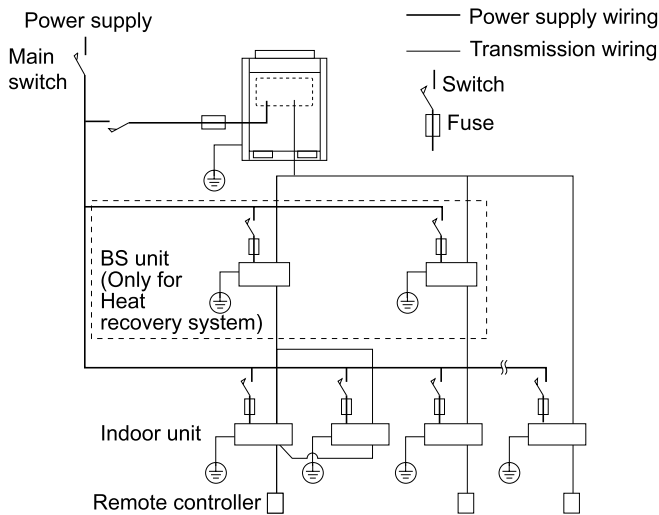 Power supply
Main
switch
Power supply wiring
Transmission wiring
Switch
Fuse
BS unit
(Only for
Heat
recovery system)
Indoor unit
Remote controller